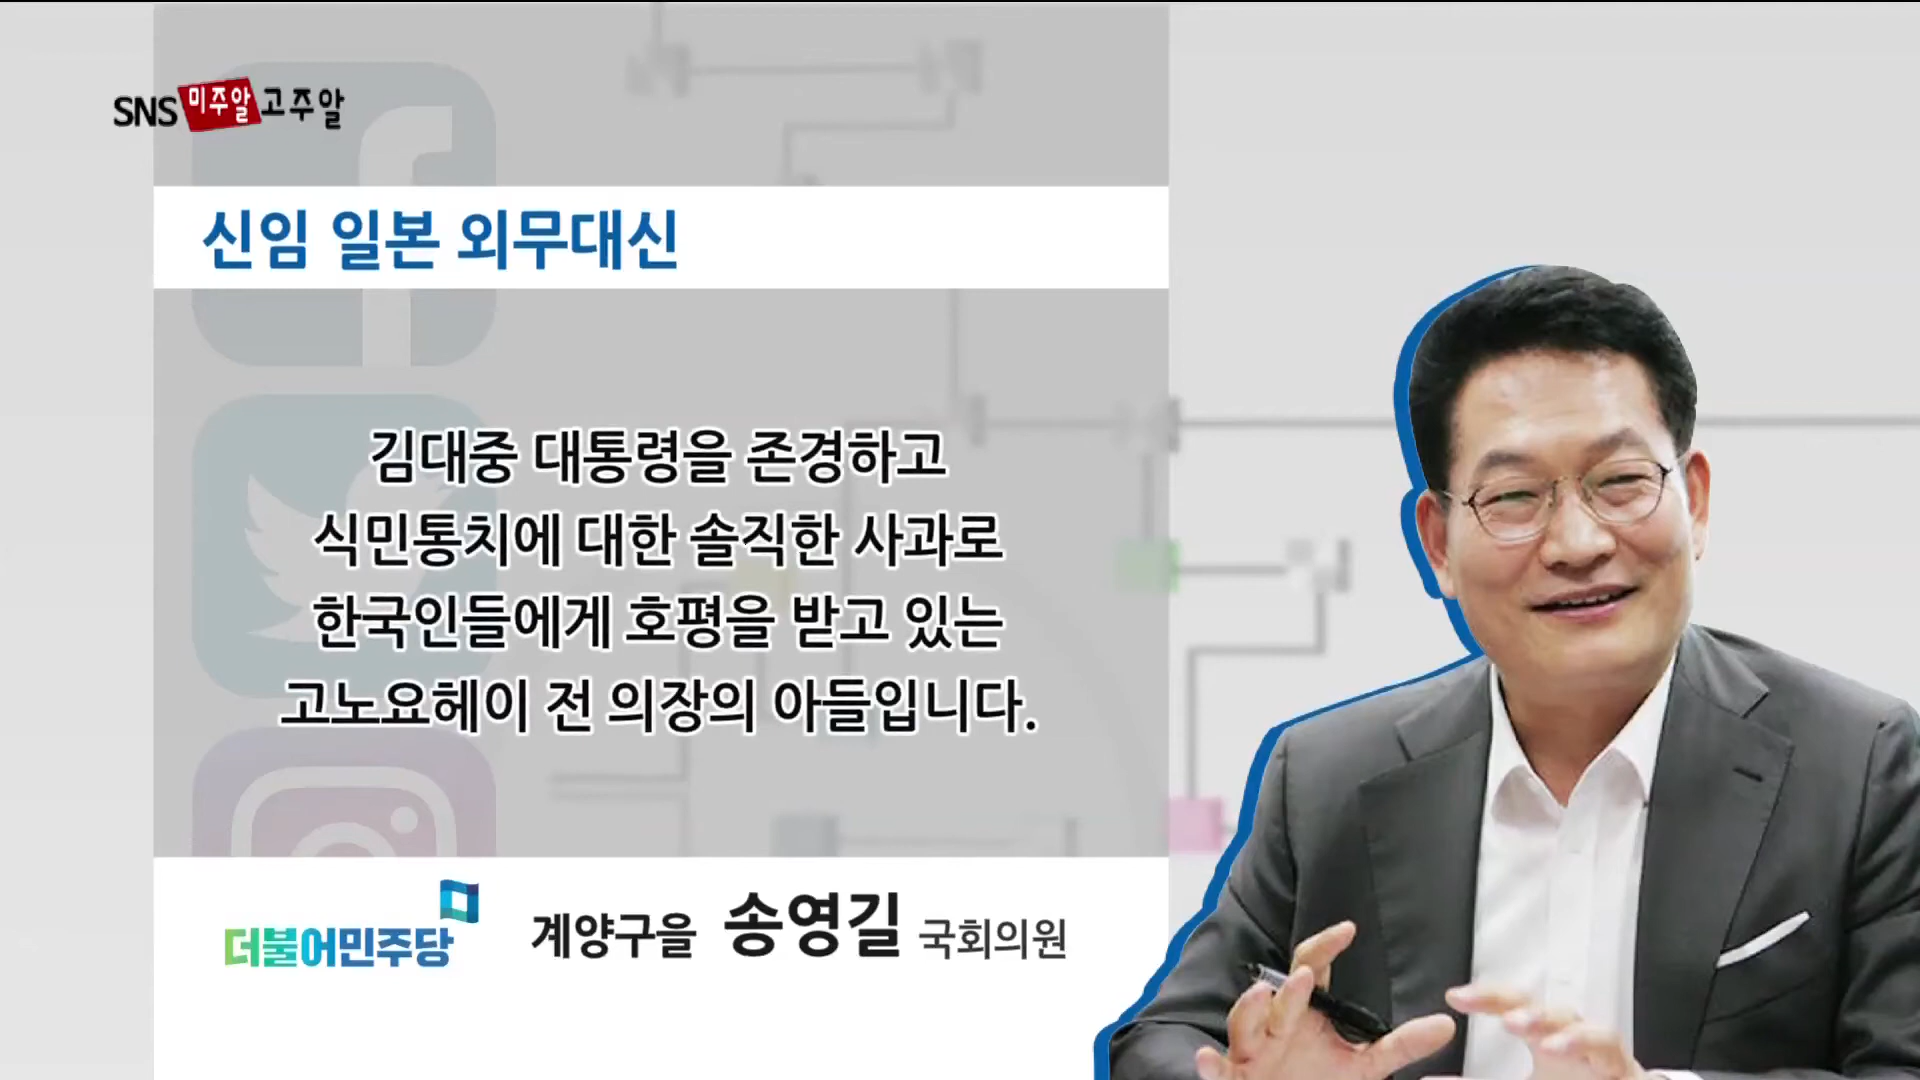 SNS 미주알고주알
신임 일본 외무대신
김대중 대통령을 존경하고
식민통치에 대한 솔직한 사과로
한국인들에게 호평을 받고 있는
고노요헤이 전 의장의 아들입니다.
더불어민주당 계양구을 송영길 국회의원